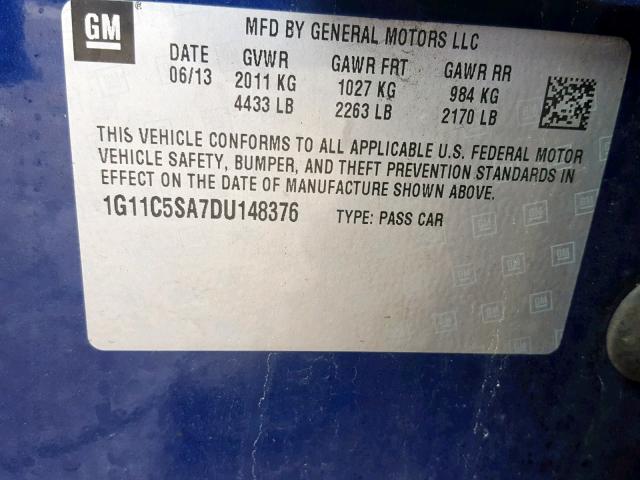 GM
MFD BY GENERAL MOTORS LLC
DATE GVWR GAWR FRT GAWR RR
06/13 2011 KG 1027 KG 984 KG
4433 LB 2263 LB 2170 LB
THIS VEHICLE CONFORMS TO ALL APPLICABLE U.S. FEDERAL MOTOR
VEHICLE SAFETY, BUMPER, AND THEFT PREVENTION STANDARDS IN
EFFECT ON THE DATE OF MANUFACTURE SHOWN ABOVE.
1G11C5SA7DU148376 TYPE: PASS CAR